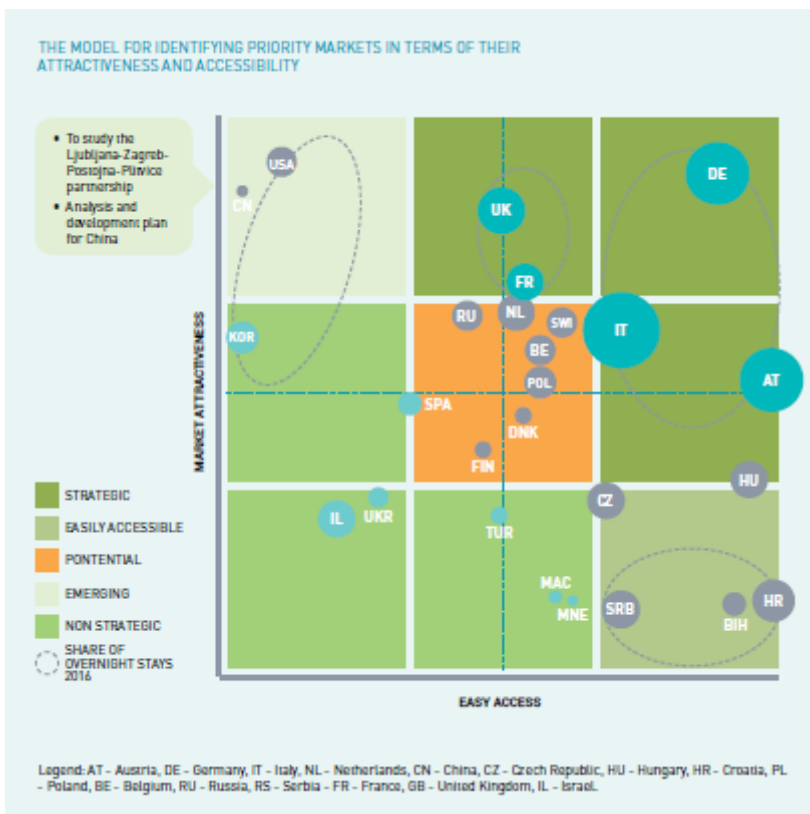 THE MODEL FOR IDENTIFYING PRIORITY MARKETS IN TERMS OF THEIR
ATTRACTIVENESS AND ACCESSIBILITY
• To study the
Ljubljana-Zagreb-
Postojna-Plitvice
partnership
• Analysis and
development plan
for China
MARKET ATTRACTIVENESS
USA
CN
DE
UK
FR
KOR
RU
NL
SWI
IT
BE
POL
AT
SPA
DNK
FIN
HU
CZ
IL
UKR
TUR
MAC
MNE
SRB
BIH
HR
STRATEGIC
EASILY ACCESSIBLE
PONTENTIAL
EMERGING
NON STRATEGIC
SHARE OF
OVERNIGHT STAYS
2016
EASY ACCESS
Legend: AT - Austria, DE - Germany, IT - Italy, NL - Netherlands, CN - China, CZ - Czech Republic, HU - Hungary, HR - Croatia, PL
- Poland, BE - Belgium, RU - Russia, RS - Serbia - FR - France, GB - United Kingdom, IL - Israel.